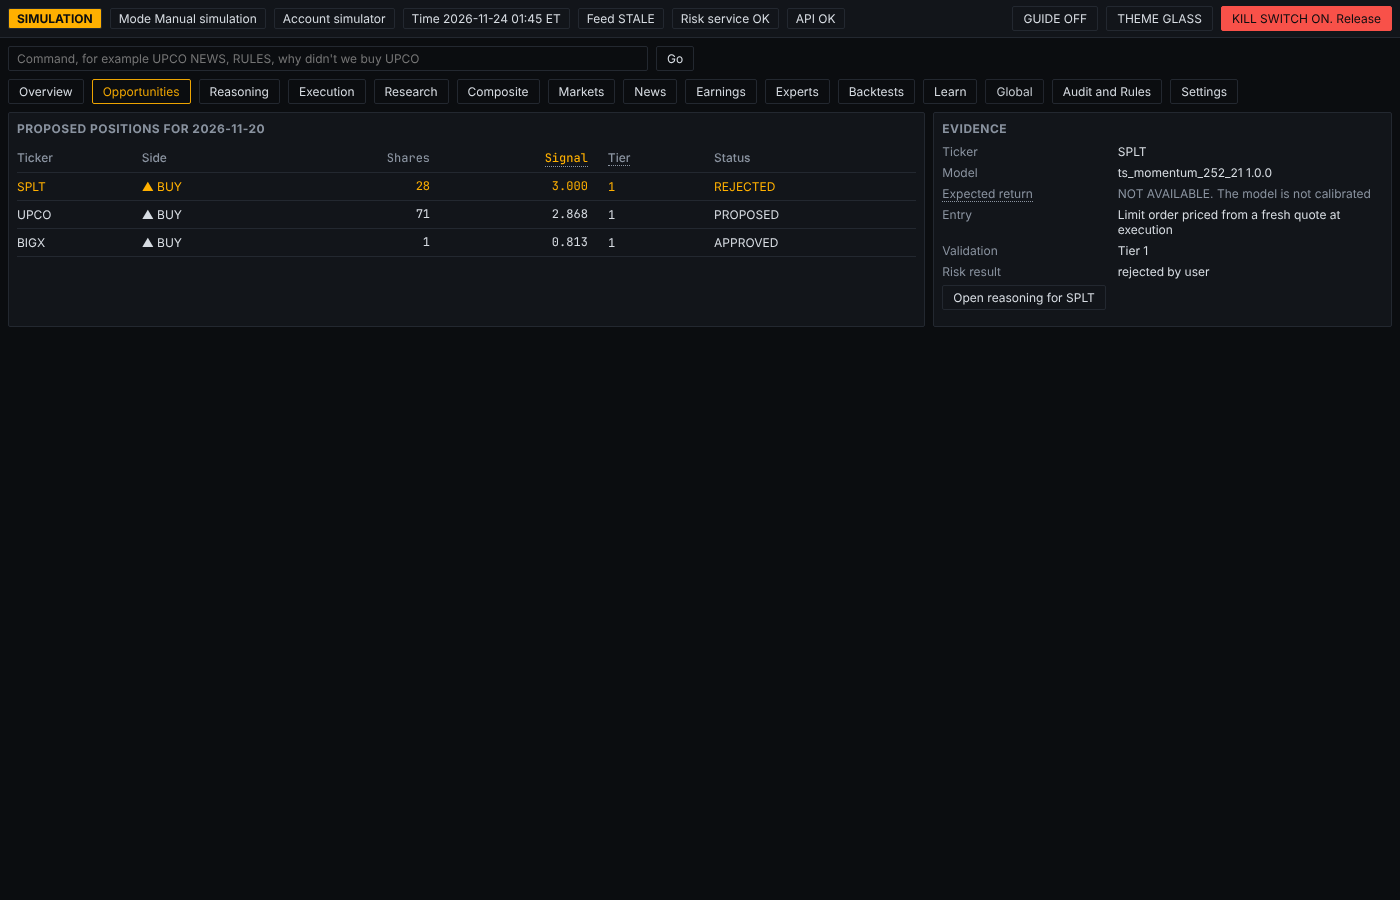 SIMULATION Mode Manual simulation Account simulator Time 2026-11-24 01:45 ET Feed STALE Risk service OK API OK GUIDE OFF THEME GLASS KILL SWITCH ON. Release
Command, for example UPCO NEWS, RULES, why didn't we buy UPCO Go
Overview Opportunities Reasoning Execution Research Composite Markets News Earnings Experts Backtests Learn Global Audit and Rules Settings
PROPOSED POSITIONS FOR 2026-11-20
Ticker Side Shares Signal Tier Status
SPLT ▲ BUY 28 3.000 1 REJECTED
UPCO ▲ BUY 71 2.868 1 PROPOSED
BIGX ▲ BUY 1 0.813 1 APPROVED
EVIDENCE
Ticker SPLT
Model ts_momentum_252_21 1.0.0
Expected return NOT AVAILABLE. The model is not calibrated
Entry Limit order priced from a fresh quote at
execution
Validation Tier 1
Risk result rejected by user
Open reasoning for SPLT